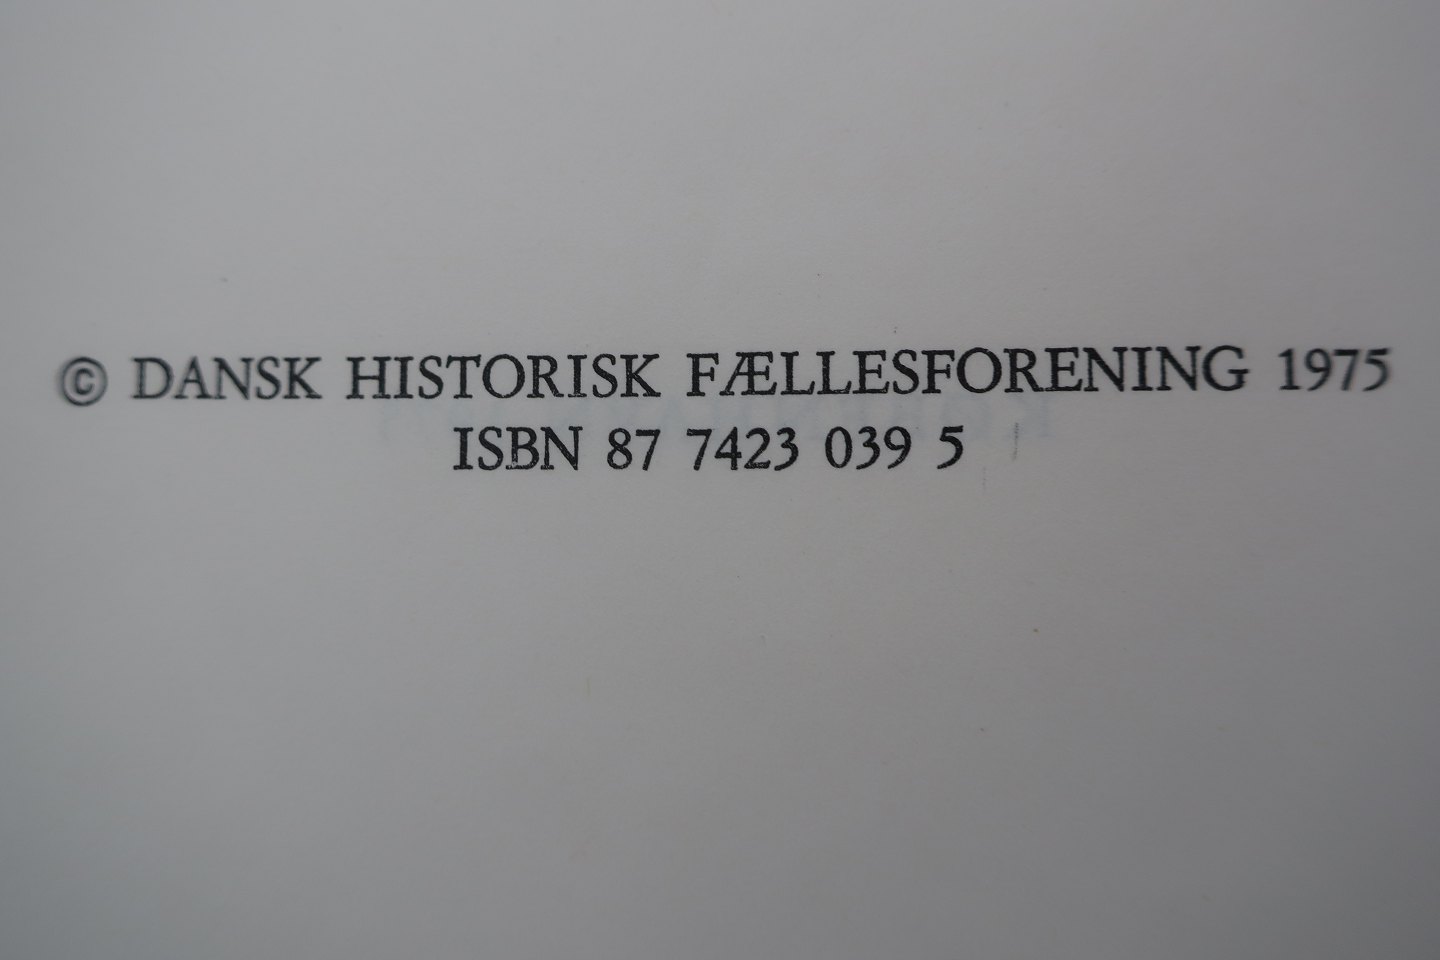 © DANSK HISTORISK FÆLLESFORENING 1975
ISBN 87 7423 039 5